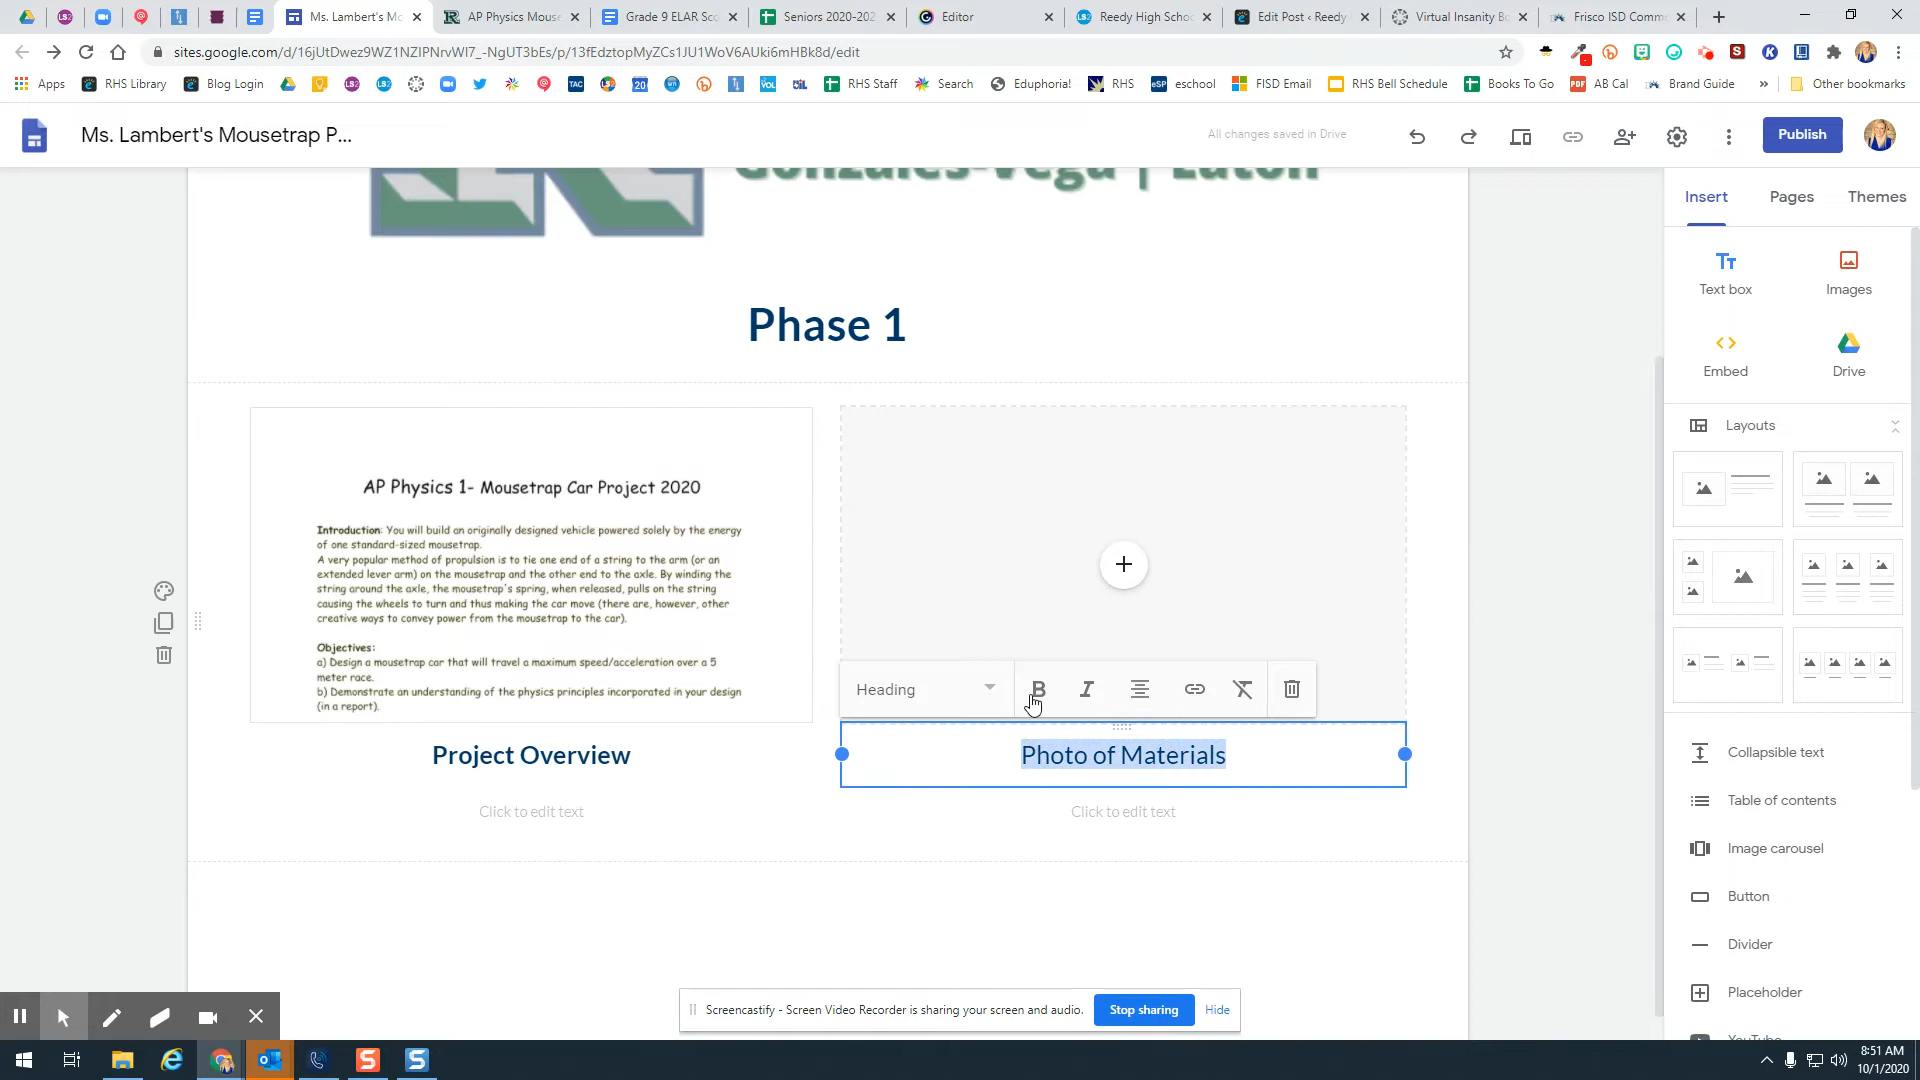 Ms. Lambert's Mo
AP Physics Mouse
Grade 9 ELAR Sco
Seniors 2020-202
Editor
Reedy High Schoo
Edit Post ‹ Reedy
Virtual Insanity Bo
Frisco ISD Commu
sites.google.com/d/16jUtDwez9WZ1NZIPNrvWI7_-NgUT3bEs/p/13fEdztopMyZCs1JU1WoV6AUki6mHBk8d/edit
Apps
RHS Library
Blog Login
RHS Staff
Search
Eduphoria!
RHS
eschool
FISD Email
RHS Bell Schedule
Books To Go
AB Cal
Brand Guide
»
Other bookmarks
Ms. Lambert's Mousetrap P...
All changes saved in Drive
Publish
Gonzales-Vega | Eaton
Insert
Pages
Themes
Text box
Images
Embed
Drive
Layouts
Phase 1
AP Physics 1- Mousetrap Car Project 2020
Introduction: You will build an originally designed vehicle powered solely by the energy
of one standard-sized mousetrap.
A very popular method of propulsion is to tie one end of a string to the arm (or an
extended lever arm) on the mousetrap and the other end to the axle. By winding the
string around the axle, the mousetrap's spring, when released, pulls on the string
causing the wheels to turn and thus making the car move (there are, however, other
creative ways to convey power from the mousetrap to the car).
Objectives:
a) Design a mousetrap car that will travel a maximum speed/acceleration over a 5
meter race.
b) Demonstrate an understanding of the physics principles incorporated in your design
(in a report).
Heading
B
I
Project Overview
Photo of Materials
Click to edit text
Click to edit text
Collapsible text
Table of contents
Image carousel
Button
Divider
Placeholder
YouTube
Screencastify - Screen Video Recorder is sharing your screen and audio.
Stop sharing
Hide
8:51 AM
10/1/2020